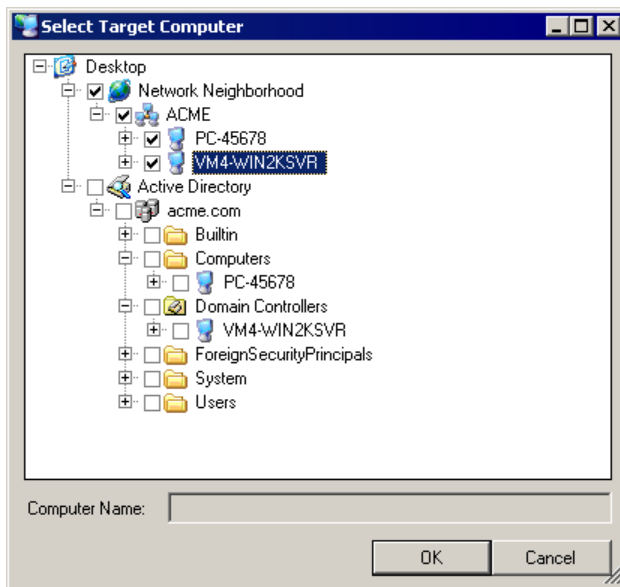 Select Target Computer
Desktop
Network Neighborhood
ACME
PC-45678
VM4-WIN2KSVR
Active Directory
acme.com
Builtin
Computers
PC-45678
Domain Controllers
VM4-WIN2KSVR
ForeignSecurityPrincipals
System
Users
Computer Name:
OK Cancel